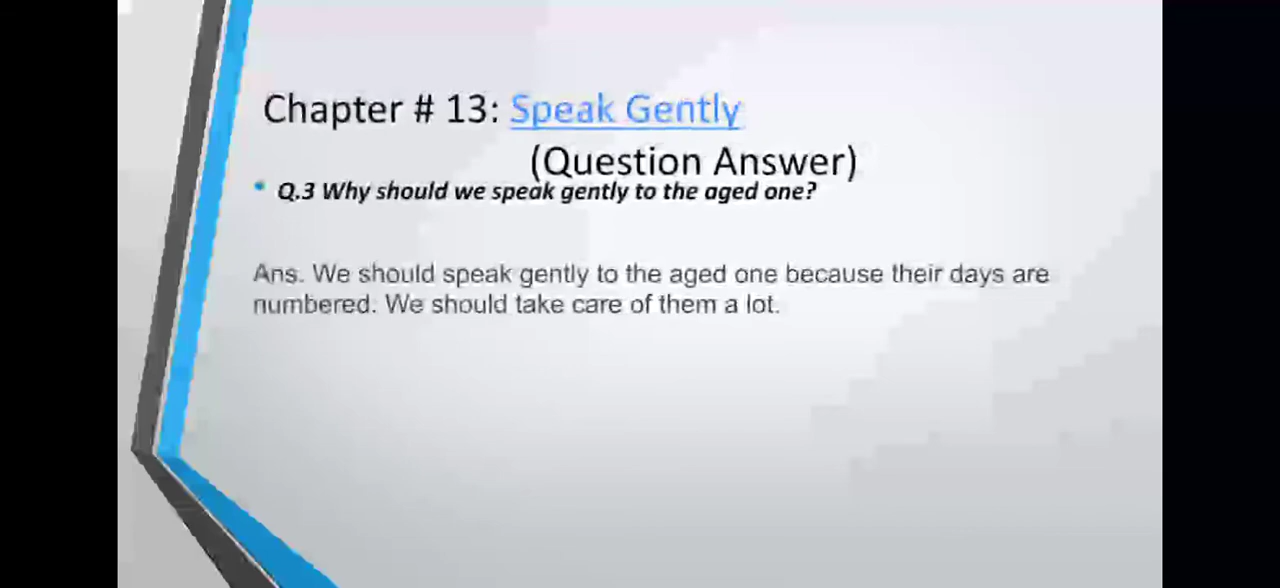 Chapter # 13: Speak Gently
(Question Answer)
• Q.3 Why should we speak gently to the aged one?
Ans. We should speak gently to the aged one because their days are
numbered. We should take care of them a lot.